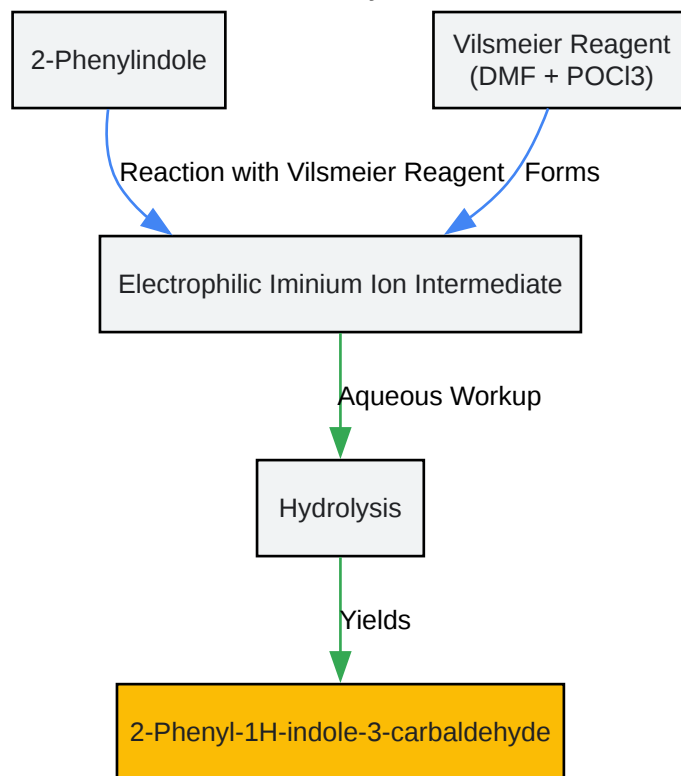 2-Phenylindole
Vilsmeier Reagent
(DMF + POCl3)
Reaction with Vilsmeier Reagent
Forms
Electrophilic Iminium Ion Intermediate
Aqueous Workup
Hydrolysis
Yields
2-Phenyl-1H-indole-3-carbaldehyde